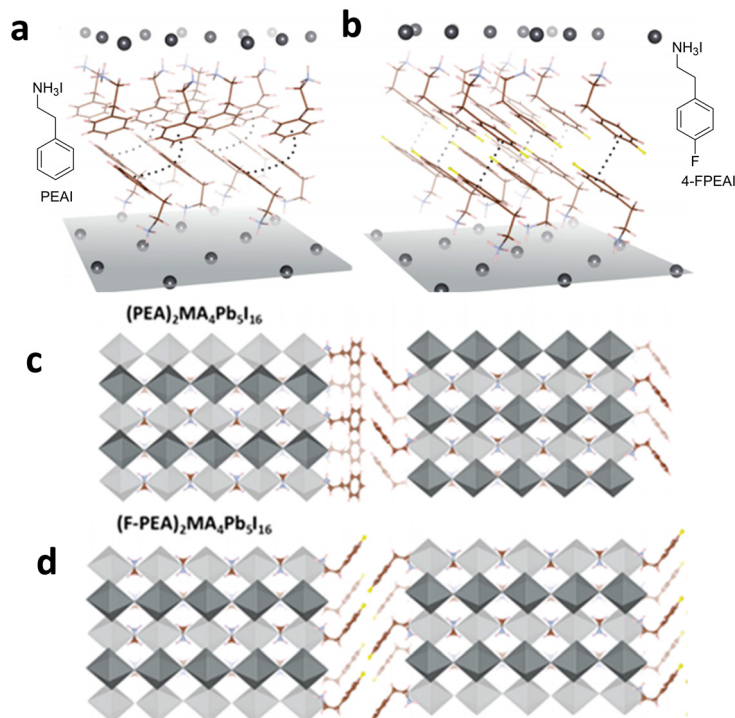 a
b
NH₃I
PEAI
NH₃I
F
4-FPEAI
(PEA)₂MA₄Pb₅I₁₆
c
(F-PEA)₂MA₄Pb₅I₁₆
d